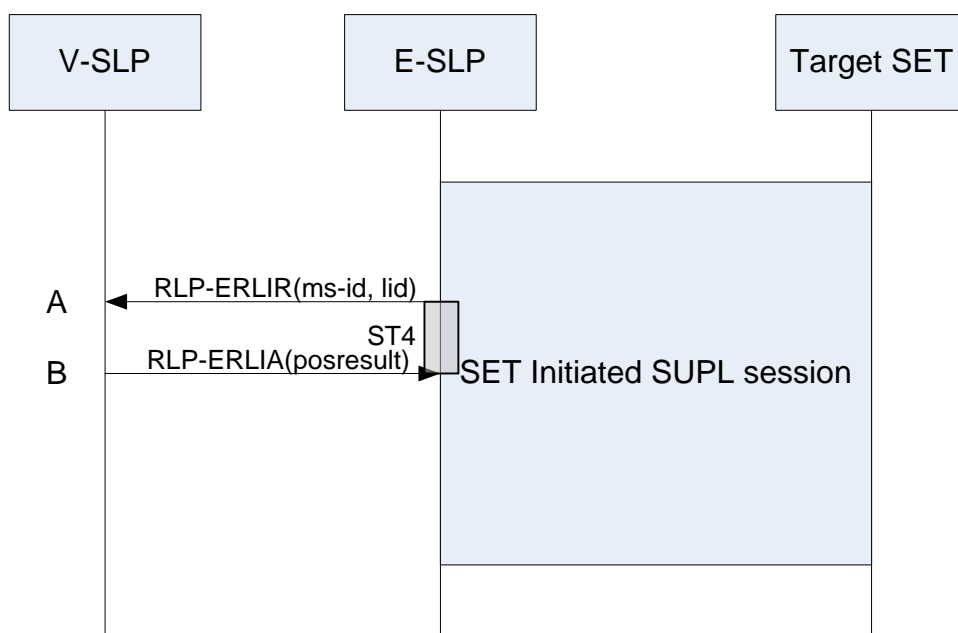 V-SLP
E-SLP
Target SET
A
RLP-ERLIR(ms-id, lid)
ST4
B
RLP-ERLIA(posresult)
SET Initiated SUPL session